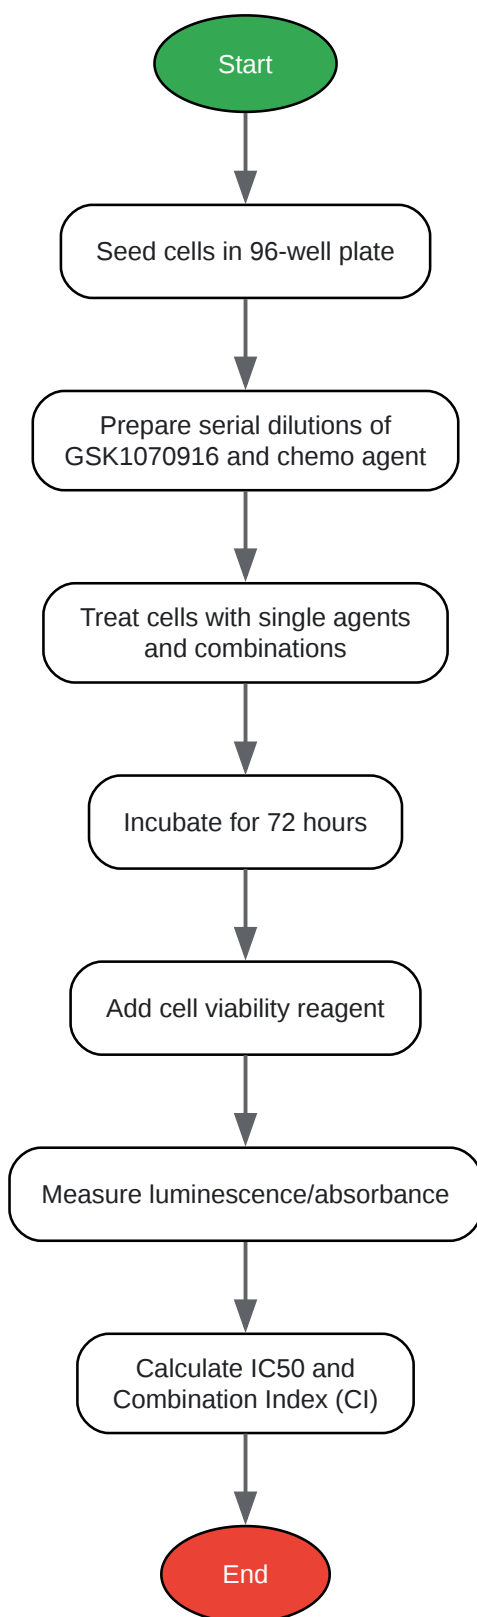 Start
Seed cells in 96-well plate
Prepare serial dilutions of
GSK1070916 and chemo agent
Treat cells with single agents
and combinations
Incubate for 72 hours
Add cell viability reagent
Measure luminescence/absorbance
Calculate IC50 and
Combination Index (CI)
End